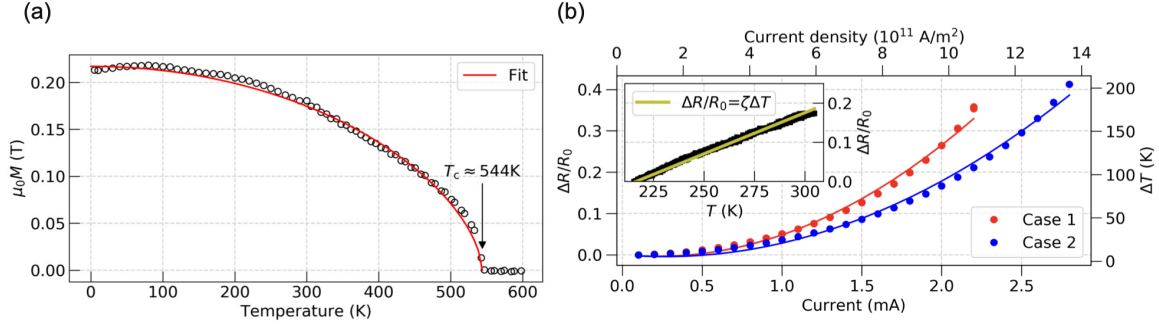 (a)
μ₀M (T)
0.20
0.15
0.10
0.05
0.00
Fit
T_c ≈ 544K
0 100 200 300 400 500 600
Temperature (K)
(b)
Current density (10¹¹ A/m²)
0 2 4 6 8 10 12 14
ΔR/R₀
0.4
0.3
0.2
0.1
0.0
ΔR/R₀=ζΔT
0.2
0.1
0.0
ΔR/R₀
225 250 275 300
T (K)
Case 1
Case 2
200
150
100
50
0
ΔT (K)
0.0 0.5 1.0 1.5 2.0 2.5
Current (mA)